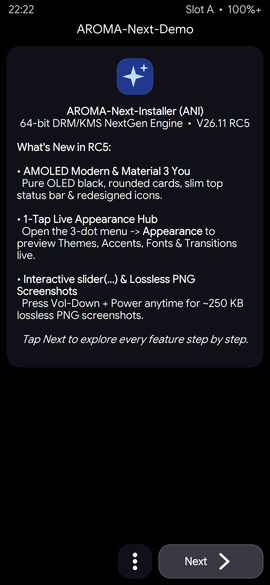 22:22
Slot A • 100%+
AROMA-Next-Demo
AROMA-Next-Installer (ANI)
64-bit DRM/KMS NextGen Engine • V26.11 RC5
What's New in RC5:
• AMOLED Modern & Material 3 You
Pure OLED black, rounded cards, slim top
status bar & redesigned icons.
• 1-Tap Live Appearance Hub
Open the 3-dot menu -> Appearance to
preview Themes, Accents, Fonts & Transitions
live.
• Interactive slider(...) & Lossless PNG
Screenshots
Press Vol-Down + Power anytime for ~250 KB
lossless PNG screenshots.
Tap Next to explore every feature step by step.
Next